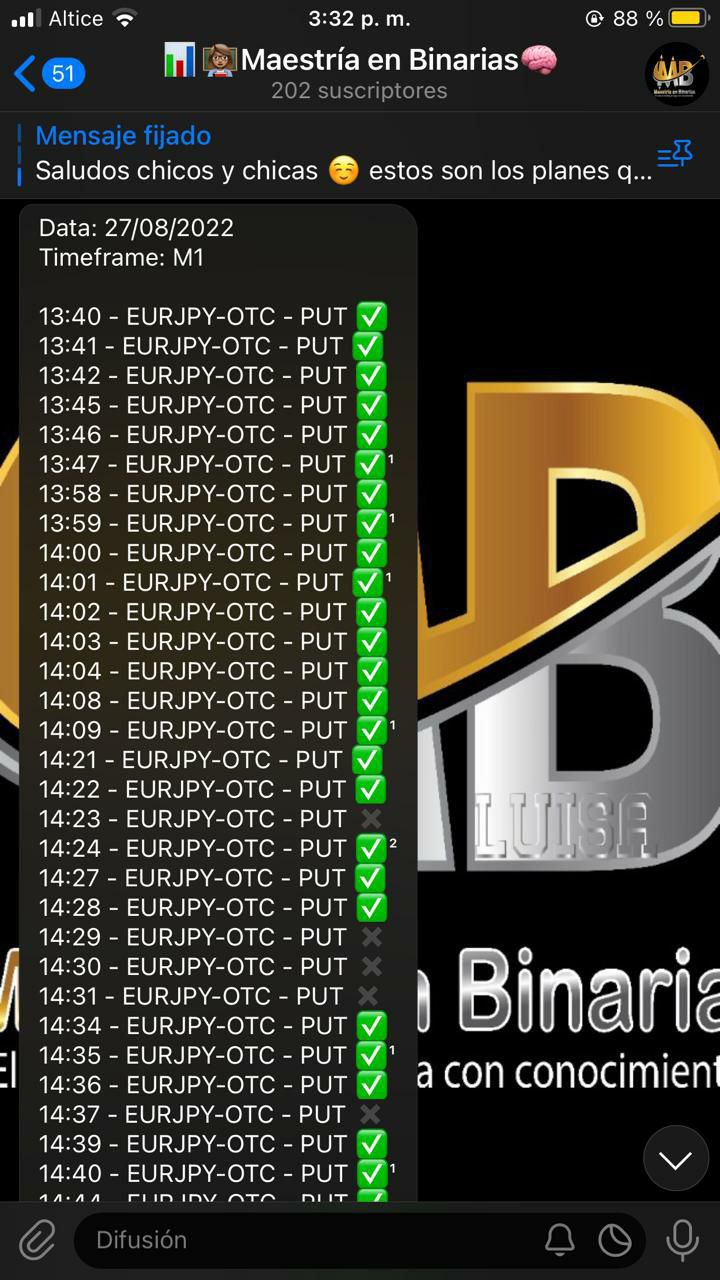 Altice
3:32 p. m.
88 %
51
📊👩🏽‍🏫Maestría en Binarias🧠
202 suscriptores
MB
Maestría en Binarias
Mensaje fijado
Saludos chicos y chicas ☺️ estos son los planes q...
Data: 27/08/2022
Timeframe: M1
13:40 - EURJPY-OTC - PUT ✅
13:41 - EURJPY-OTC - PUT ✅
13:42 - EURJPY-OTC - PUT ✅
13:45 - EURJPY-OTC - PUT ✅
13:46 - EURJPY-OTC - PUT ✅
13:47 - EURJPY-OTC - PUT ✅¹
13:58 - EURJPY-OTC - PUT ✅
13:59 - EURJPY-OTC - PUT ✅¹
14:00 - EURJPY-OTC - PUT ✅
14:01 - EURJPY-OTC - PUT ✅¹
14:02 - EURJPY-OTC - PUT ✅
14:03 - EURJPY-OTC - PUT ✅
14:04 - EURJPY-OTC - PUT ✅
14:08 - EURJPY-OTC - PUT ✅
14:09 - EURJPY-OTC - PUT ✅¹
14:21 - EURJPY-OTC - PUT ✅
14:22 - EURJPY-OTC - PUT ✅
14:23 - EURJPY-OTC - PUT ✖️
14:24 - EURJPY-OTC - PUT ✅²
14:27 - EURJPY-OTC - PUT ✅
14:28 - EURJPY-OTC - PUT ✅
14:29 - EURJPY-OTC - PUT ✖️
14:30 - EURJPY-OTC - PUT ✖️
14:31 - EURJPY-OTC - PUT ✖️
14:34 - EURJPY-OTC - PUT ✅
14:35 - EURJPY-OTC - PUT ✅¹
14:36 - EURJPY-OTC - PUT ✅
14:37 - EURJPY-OTC - PUT ✖️
14:39 - EURJPY-OTC - PUT ✅
14:40 - EURJPY-OTC - PUT ✅¹
14:44 - EURJPY-OTC - PUT ✅
B
LUISA
n Binaria
El
a con conocimient
Difusión